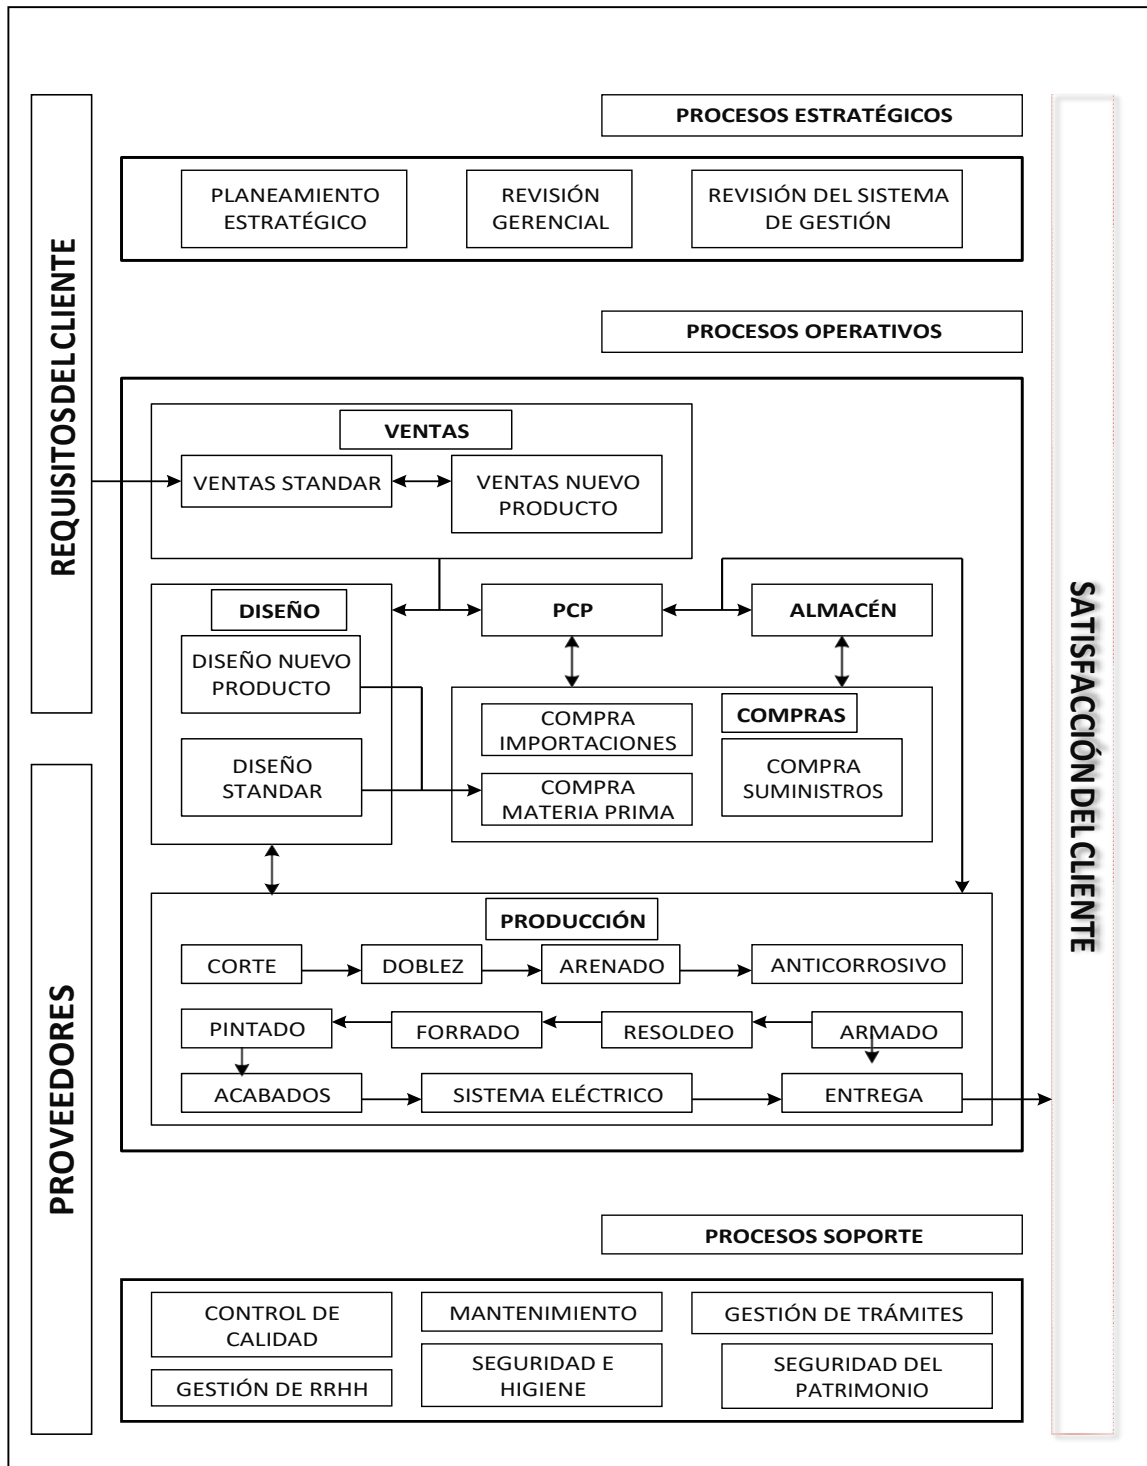 PROCESOS ESTRATÉGICOS
PLANEAMIENTO
ESTRATÉGICO
REVISIÓN
GERENCIAL
REVISIÓN DEL SISTEMA
DE GESTIÓN
REQUISITOS DEL CLIENTE
PROCESOS OPERATIVOS
VENTAS
VENTAS STANDAR
VENTAS NUEVO
PRODUCTO
DISEÑO
PCP
ALMACÉN
DISEÑO NUEVO
PRODUCTO
DISEÑO
STANDAR
COMPRAS
COMPRA
IMPORTACIONES
COMPRA
MATERIA PRIMA
COMPRA
SUMINISTROS
SATISFACCIÓN DEL CLIENTE
PROVEEDORES
PRODUCCIÓN
CORTE
DOBLEZ
ARENADO
ANTICORROSIVO
PINTADO
FORRADO
RESOLDEO
ARMADO
ACABADOS
SISTEMA ELÉCTRICO
ENTREGA
PROCESOS SOPORTE
CONTROL DE
CALIDAD
MANTENIMIENTO
GESTIÓN DE TRÁMITES
GESTIÓN DE RRHH
SEGURIDAD E
HIGIENE
SEGURIDAD DEL
PATRIMONIO